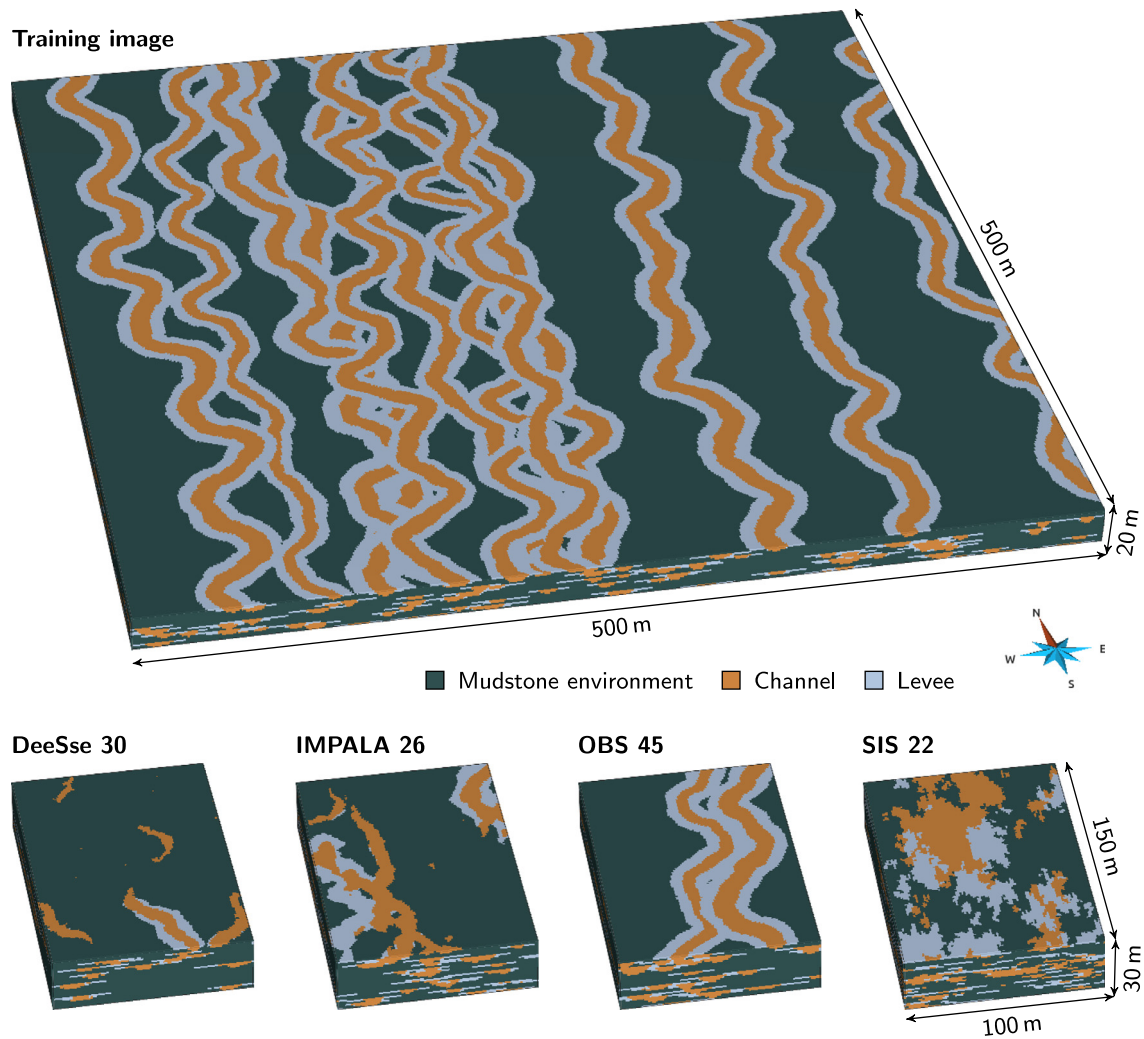 Training image
500 m
20 m
500 m
N
W
E
S
Mudstone environment
Channel
Levee
DeeSse 30
IMPALA 26
OBS 45
SIS 22
150 m
30 m
100 m